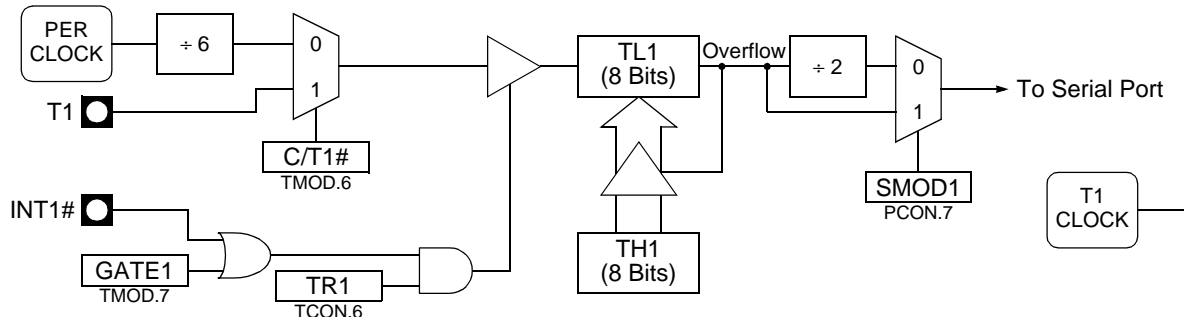 PER
CLOCK
÷ 6
0
1
T1
C/T1#
TMOD.6
INT1#
GATE1
TMOD.7
TR1
TCON.6
TL1
(8 Bits)
Overflow
TH1
(8 Bits)
÷ 2
0
1
To Serial Port
SMOD1
PCON.7
T1
CLOCK